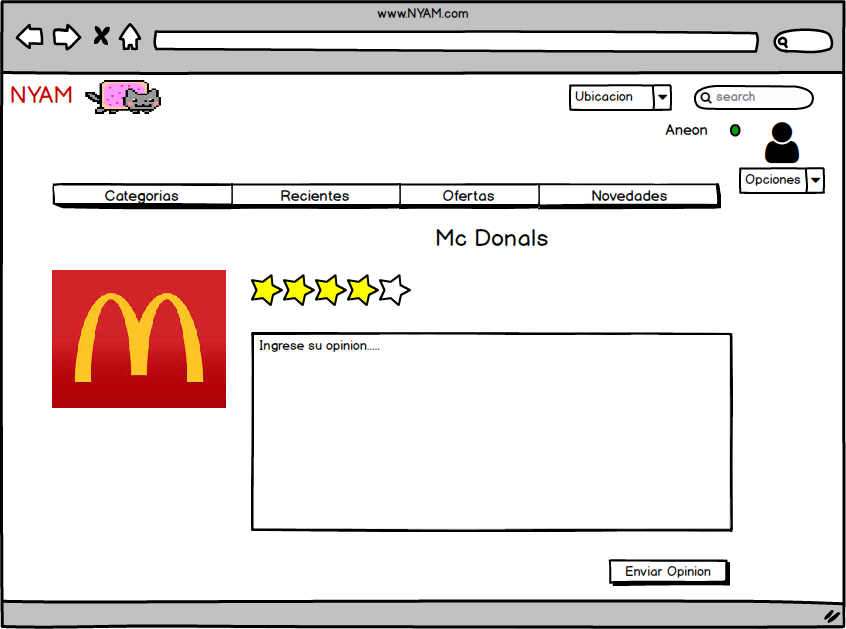 www.NYAM.com
NYAM
Ubicacion
search
Aneon
Opciones
Categorias
Recientes
Ofertas
Novedades
Mc Donals
Ingrese su opinion.....
Enviar Opinion